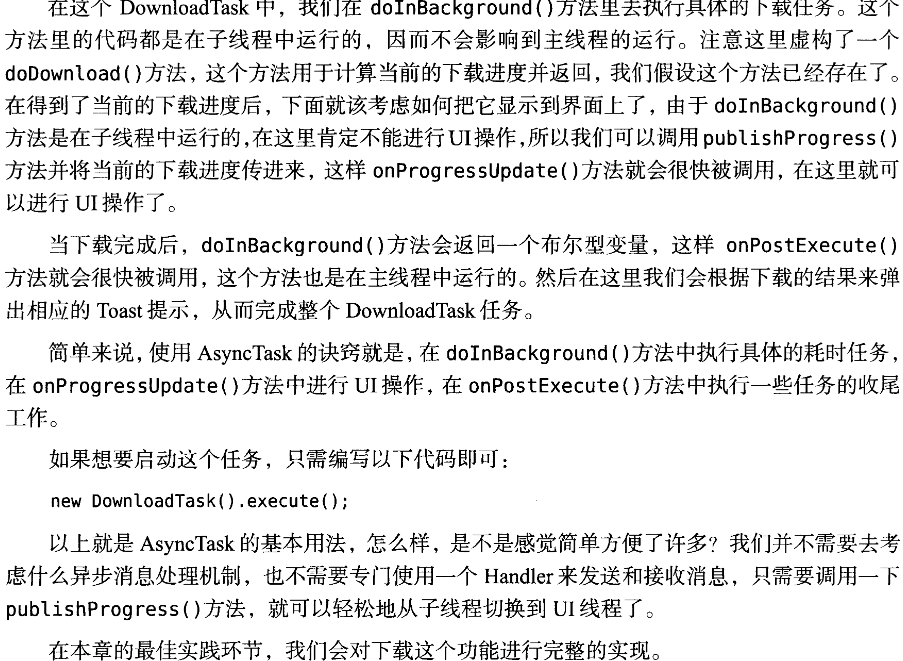 在这个 DownloadTask 中，我们在 doInBackground()方法里去执行具体的下载任务。这个
方法里的代码都是在子线程中运行的，因而不会影响到主线程的运行。注意这里虚构了一个
doDownload()方法，这个方法用于计算当前的下载进度并返回，我们假设这个方法已经存在了。
在得到了当前的下载进度后，下面就该考虑如何把它显示到界面上了，由于 doInBackground()
方法是在子线程中运行的，在这里肯定不能进行UI操作，所以我们可以调用publishProgress()
方法并将当前的下载进度传进来，这样 onProgressUpdate()方法就会很快被调用，在这里就可
以进行 UI 操作了。
当下载完成后，doInBackground()方法会返回一个布尔型变量，这样 onPostExecute()
方法就会很快被调用，这个方法也是在主线程中运行的。然后在这里我们会根据下载的结果来弹
出相应的 Toast 提示，从而完成整个 DownloadTask 任务。
简单来说，使用 AsyncTask 的诀窍就是，在 doInBackground()方法中执行具体的耗时任务，
在 onProgressUpdate()方法中进行 UI 操作，在 onPostExecute()方法中执行一些任务的收尾
工作。
如果想要启动这个任务，只需编写以下代码即可：
new DownloadTask().execute();
以上就是 AsyncTask 的基本用法，怎么样，是不是感觉简单方便了许多？我们并不需要去考
虑什么异步消息处理机制，也不需要专门使用一个 Handler 来发送和接收消息，只需要调用一下
publishProgress()方法，就可以轻松地从子线程切换到 UI 线程了。
在本章的最佳实践环节，我们会对下载这个功能进行完整的实现。